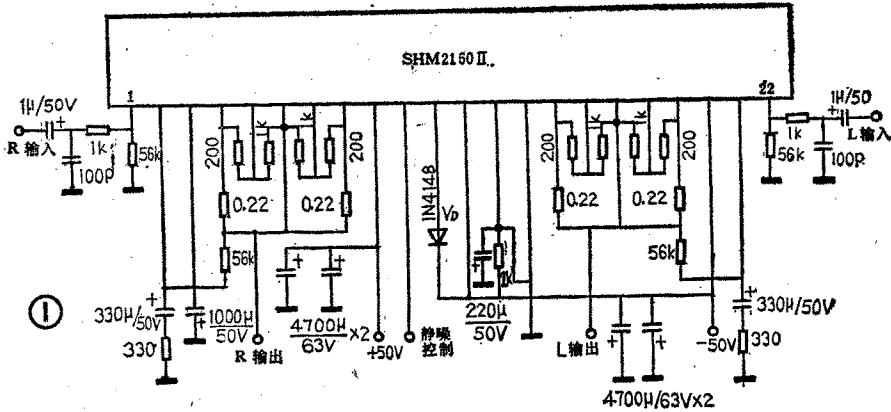 SHM2150Ⅱ
1
22
1μ/50V
+
R 输入
1k
100P
56k
200
1k
1k
200
0.22
0.22
56k
1N4148
VD
200
1k
1k
200
0.22
0.22
56k
1μ/50
+
L 输入
1k
56k
100P
①
330μ/50V
+
330
1000μ/50V
+
R 输出
4700μ/63V ×2
+
+
+50V
静噪控制
220μ/50V
+
1k
L 输出
+
+
4700μ/63V×2
−50V
330μ/50V
+
330